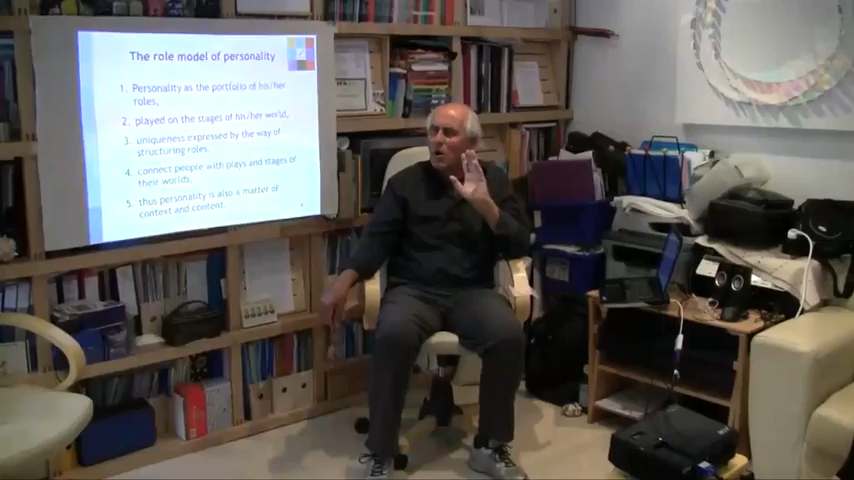 The role model of personality
1. Personality as the portfolio of his/her
roles,
2. played on the stages of his/her world,
3. uniquesse expressed by the way of
structuring roles.
4. connect people with plays and stages of
their worlds.
5. thus personality is also a matter of
context and content.